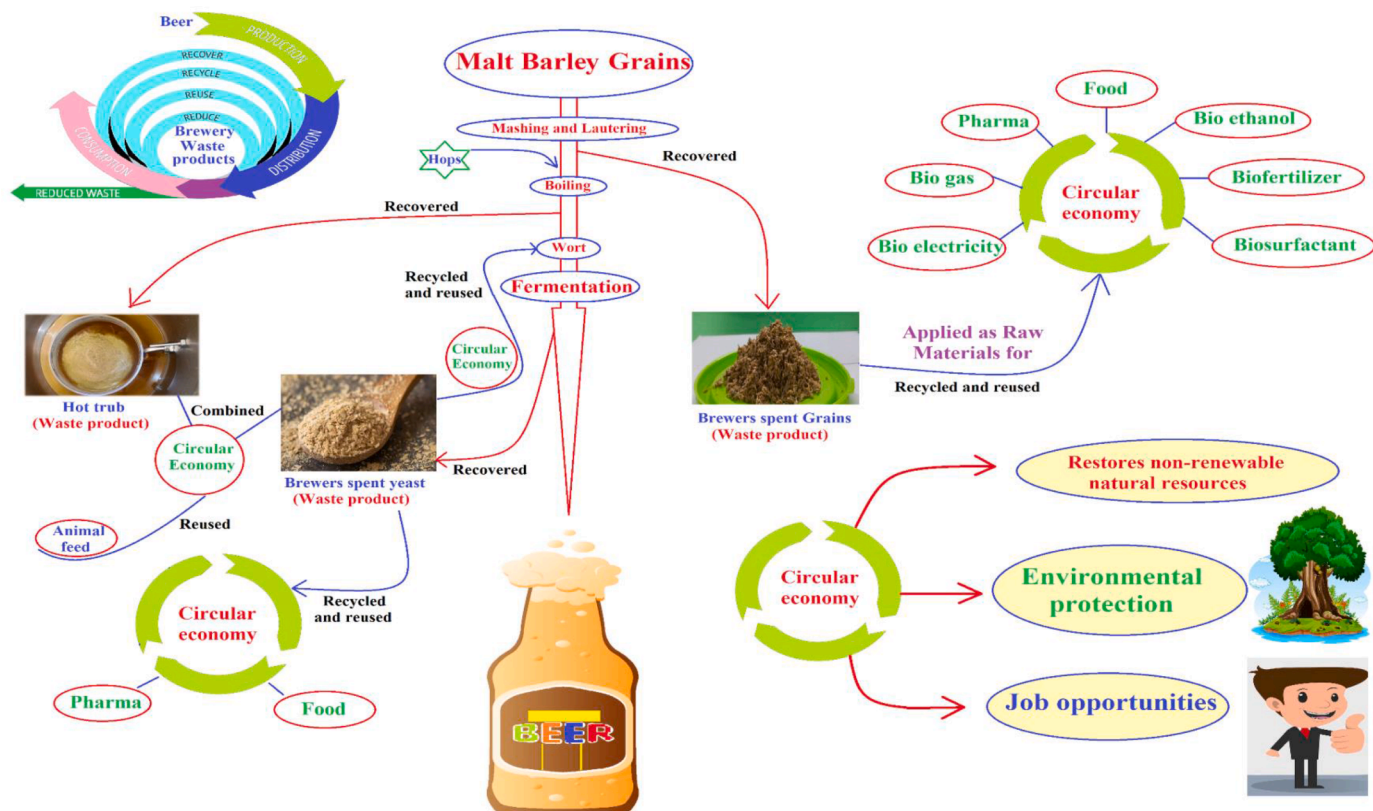 Beer
PRODUCTION
RECOVER
RECYCLE
REUSE
REDUCE
Brewery
Waste
products
CONSUMPTION
DISTRIBUTION
REDUCED WASTE
Malt Barley Grains
Mashing and Lautering
Hops
Boiling
Recovered
Recovered
Wort
Recycled
and reused
Fermentation
Circular
Economy
Hot trub
(Waste product)
Combined
Circular
Economy
Brewers spent yeast
(Waste product)
Recovered
Reused
Animal
feed
Recycled
and reused
Circular
economy
Pharma
Food
BEER
Brewers spent Grains
(Waste product)
Applied as Raw
Materials for
Recycled and reused
Food
Pharma
Bio ethanol
Bio gas
Biofertilizer
Circular
economy
Bio electricity
Biosurfactant
Circular
economy
Restores non-renewable
natural resources
Environmental
protection
Job opportunities